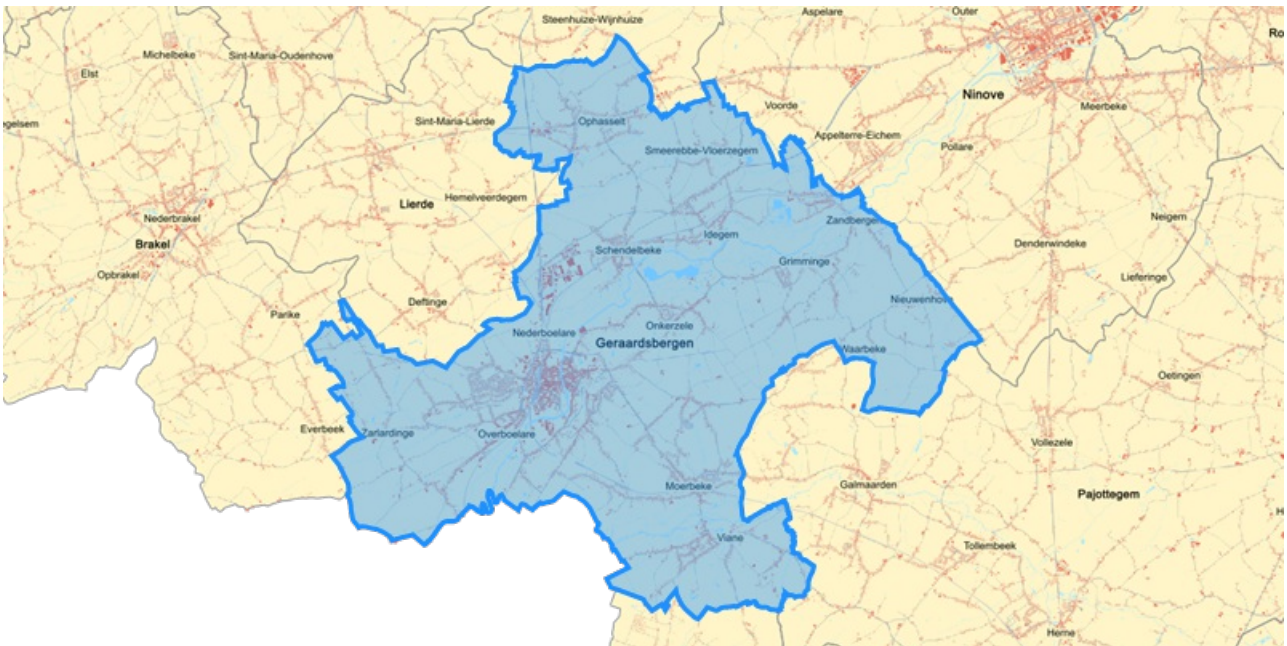 Steenhuize-Wijnhuize
Aspelare
Outer
Michelbeke
Sint-Maria-Oudenhove
Elst
Ninove
Voorde
Meerbeke
Sint-Maria-Lierde
Ophasselt
Appelterre-Eichem
egelsem
Smeerebbe-Vloerzegem
Pollare
Hemelveerdegem
Lierde
Nederbrakel
Zandbergen
Neigem
Idegem
Brakel
Denderwindeke
Schendelbeke
Grimminge
Opbrakel
Lieferinge
Deftinge
Nieuwenhove
Parike
Onkerzele
Nederboelare
Geraardsbergen
Waarbeke
Oetingen
Everbeek
Zarlardinge
Overboelare
Vollezele
Galmaarden
Moerbeke
Pajottegem
Viane
Tollembeek
Herne